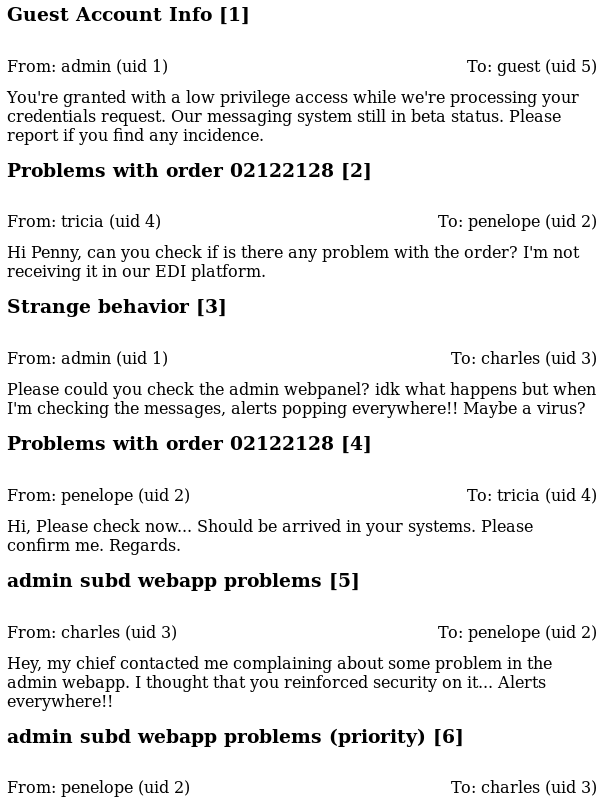 Guest Account Info [1]
From: admin (uid 1) To: guest (uid 5)
You're granted with a low privilege access while we're processing your
credentials request. Our messaging system still in beta status. Please
report if you find any incidence.
Problems with order 02122128 [2]
From: tricia (uid 4) To: penelope (uid 2)
Hi Penny, can you check if is there any problem with the order? I'm not
receiving it in our EDI platform.
Strange behavior [3]
From: admin (uid 1) To: charles (uid 3)
Please could you check the admin webpanel? idk what happens but when
I'm checking the messages, alerts popping everywhere!! Maybe a virus?
Problems with order 02122128 [4]
From: penelope (uid 2) To: tricia (uid 4)
Hi, Please check now... Should be arrived in your systems. Please
confirm me. Regards.
admin subd webapp problems [5]
From: charles (uid 3) To: penelope (uid 2)
Hey, my chief contacted me complaining about some problem in the
admin webapp. I thought that you reinforced security on it... Alerts
everywhere!!
admin subd webapp problems (priority) [6]
From: penelope (uid 2) To: charles (uid 3)